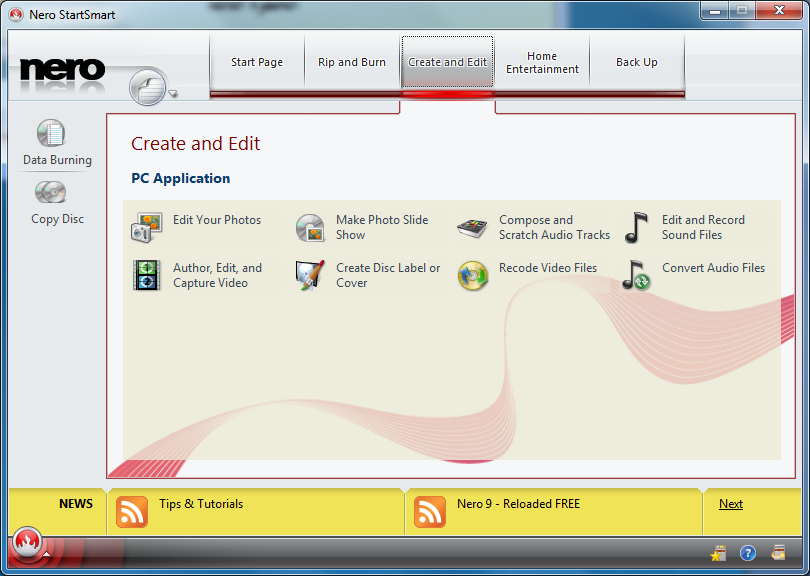 Nero StartSmart
nero
Start Page
Rip and Burn
Create and Edit
Home
Entertainment
Back Up
Data Burning
Copy Disc
Create and Edit
PC Application
Edit Your Photos
Make Photo Slide
Show
Compose and
Scratch Audio Tracks
Edit and Record
Sound Files
Author, Edit, and
Capture Video
Create Disc Label or
Cover
Recode Video Files
Convert Audio Files
NEWS
Tips & Tutorials
Nero 9 - Reloaded FREE
Next